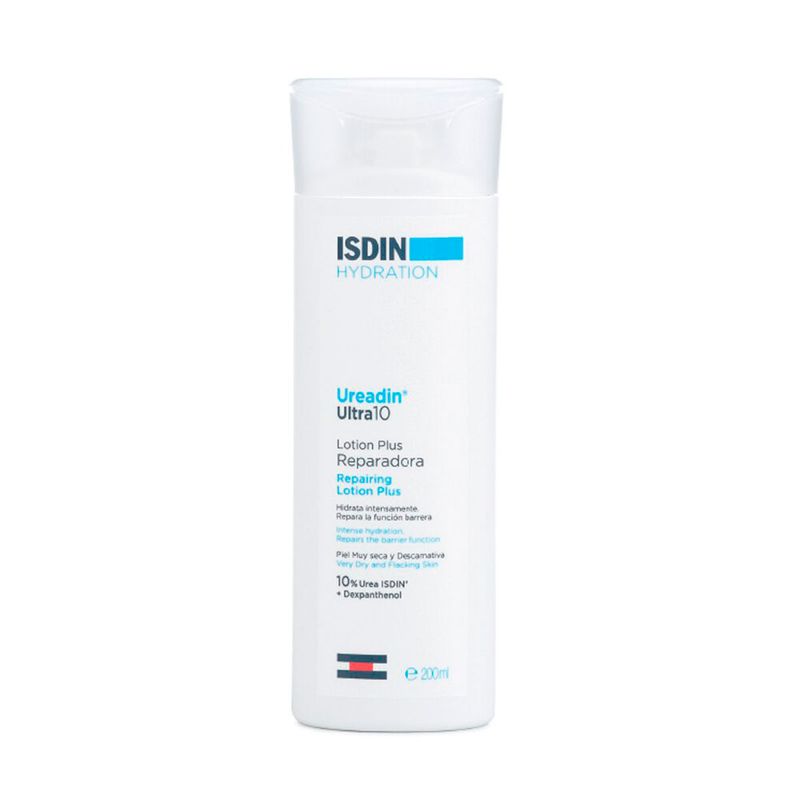 ISDIN
HYDRATION
Ureadin®
Ultra10
Lotion Plus
Reparadora
Repairing
Lotion Plus
Hidrata intensamente.
Repara la función barrera
Intense hydration.
Repairs the barrier function
Piel Muy seca y Descamativa
Very Dry and Flacking Skin
10% Urea ISDIN®
+ Dexpanthenol
℮ 200ml